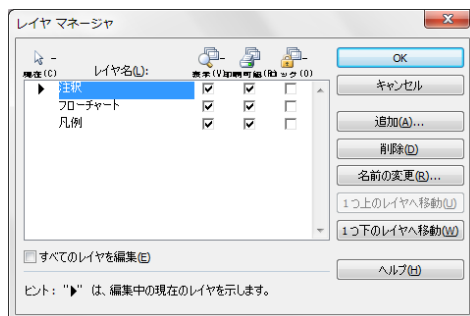 レイヤ マネージャ
現在(C) レイヤ名(L): 表示(V) 印刷可能(R) ロック(O)
注釈
フローチャート
凡例
すべてのレイヤを編集(E)
ヒント: "▶" は、編集中の現在のレイヤを示します。
OK
キャンセル
追加(A)...
削除(D)
名前の変更(R)...
1つ上のレイヤへ移動(U)
1つ下のレイヤへ移動(W)
ヘルプ(H)